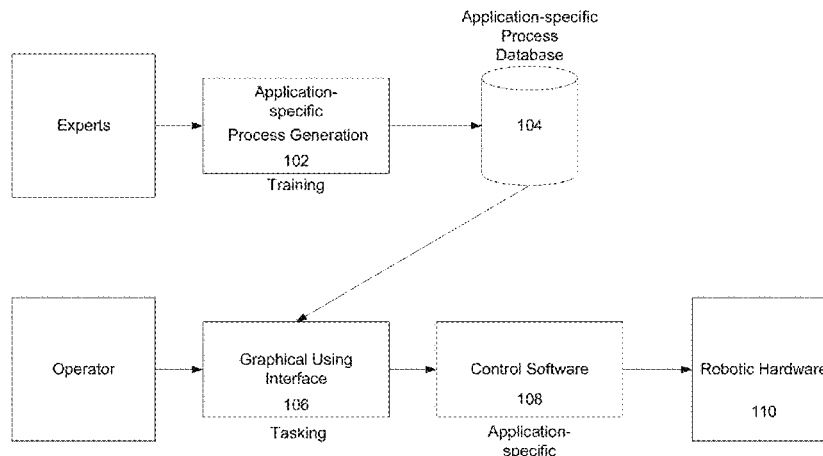 Application-specific
Process
Database
Experts
Application-
specific
Process Generation
102
Training
104
Operator
Graphical Using
Interface
106
Tasking
Control Software
108
Application-
specific
Robotic Hardware
110